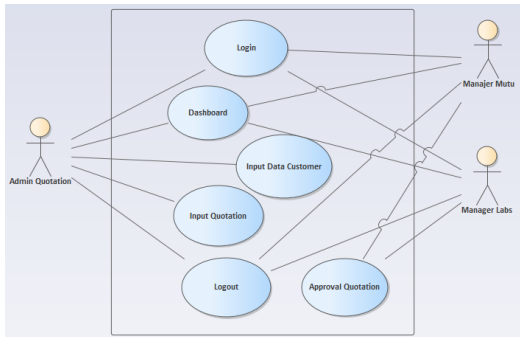 Login
Manajer Mutu
Dashboard
Input Data Customer
Admin Quotation
Manager Labs
Input Quotation
Logout
Approval Quotation